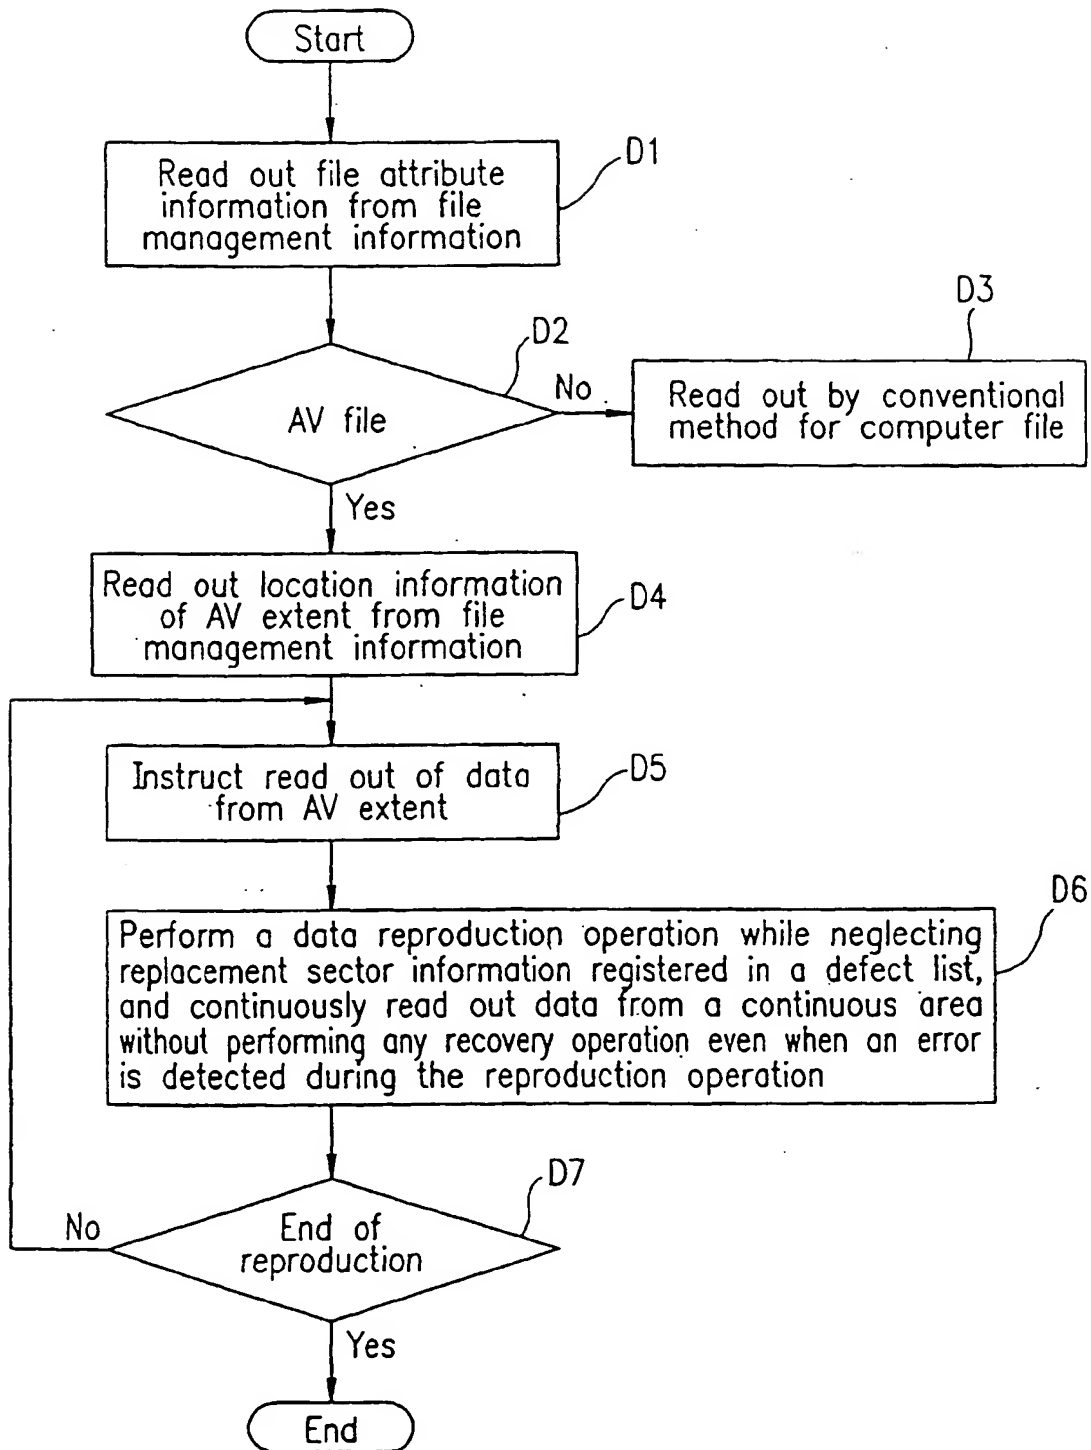 Start
Read out file attribute
information from file
management information
D1
D2
AV file
No
D3
Read out by conventional
method for computer file
Yes
Read out location information
of AV extent from file
management information
D4
Instruct read out of data
from AV extent
D5
D6
Perform a data reproduction operation while neglecting
replacement sector information registered in a defect list,
and continuously read out data from a continuous area
without performing any recovery operation even when an error
is detected during the reproduction operation
D7
No
End of
reproduction
Yes
End